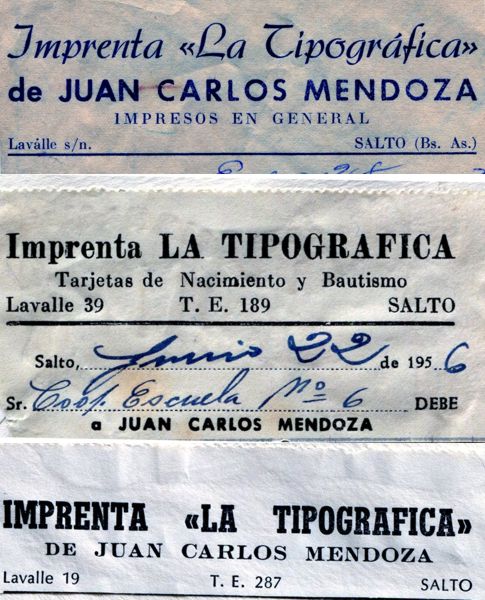 Imprenta «La Tipográfica»
de JUAN CARLOS MENDOZA
IMPRESOS EN GENERAL
Laválle s/n. SALTO (Bs. As.)
Imprenta LA TIPOGRAFICA
Tarjetas de Nacimiento y Bautismo
Lavalle 39 T. E. 189 SALTO
Salto, Junio 22 de 1956
Sr. Coop. Escuela Nº 6 DEBE
a JUAN CARLOS MENDOZA
IMPRENTA «LA TIPOGRAFICA»
DE JUAN CARLOS MENDOZA
Lavalle 19 T. E. 287 SALTO